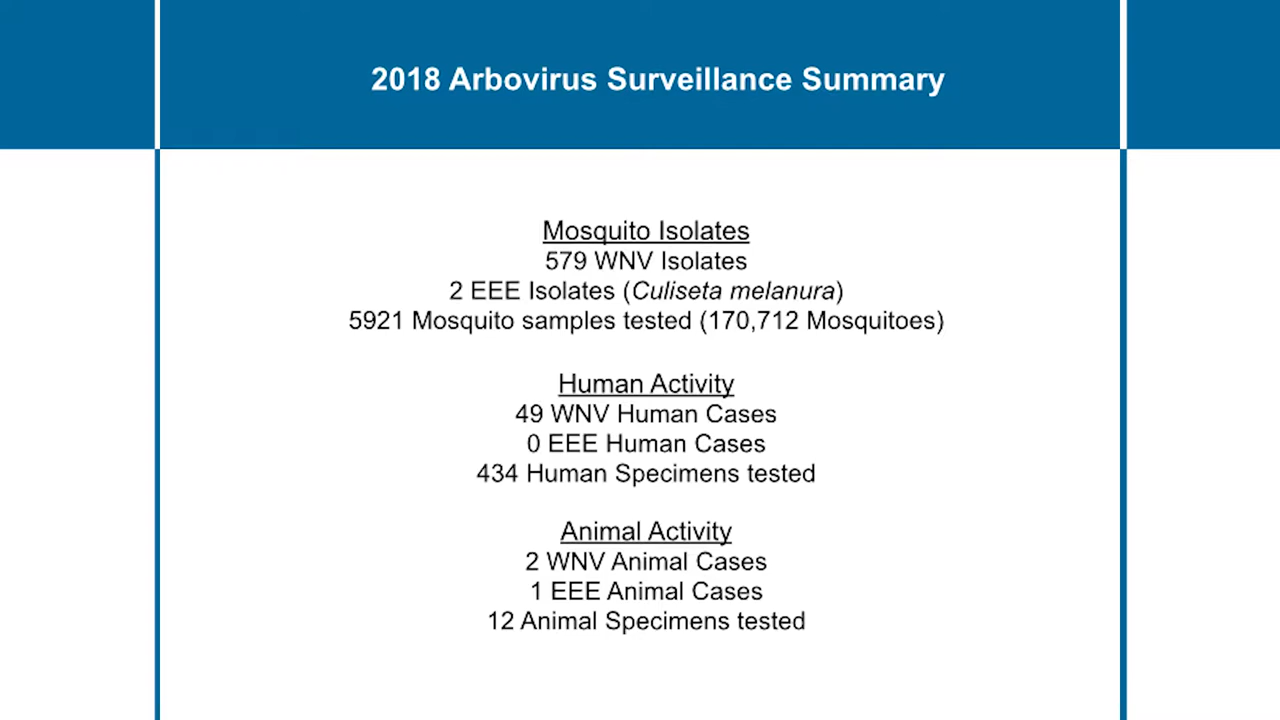 2018 Arbovirus Surveillance Summary
Mosquito Isolates
579 WNV Isolates
2 EEE Isolates (Culiseta melanura)
5921 Mosquito samples tested (170,712 Mosquitoes)
Human Activity
49 WNV Human Cases
0 EEE Human Cases
434 Human Specimens tested
Animal Activity
2 WNV Animal Cases
1 EEE Animal Cases
12 Animal Specimens tested